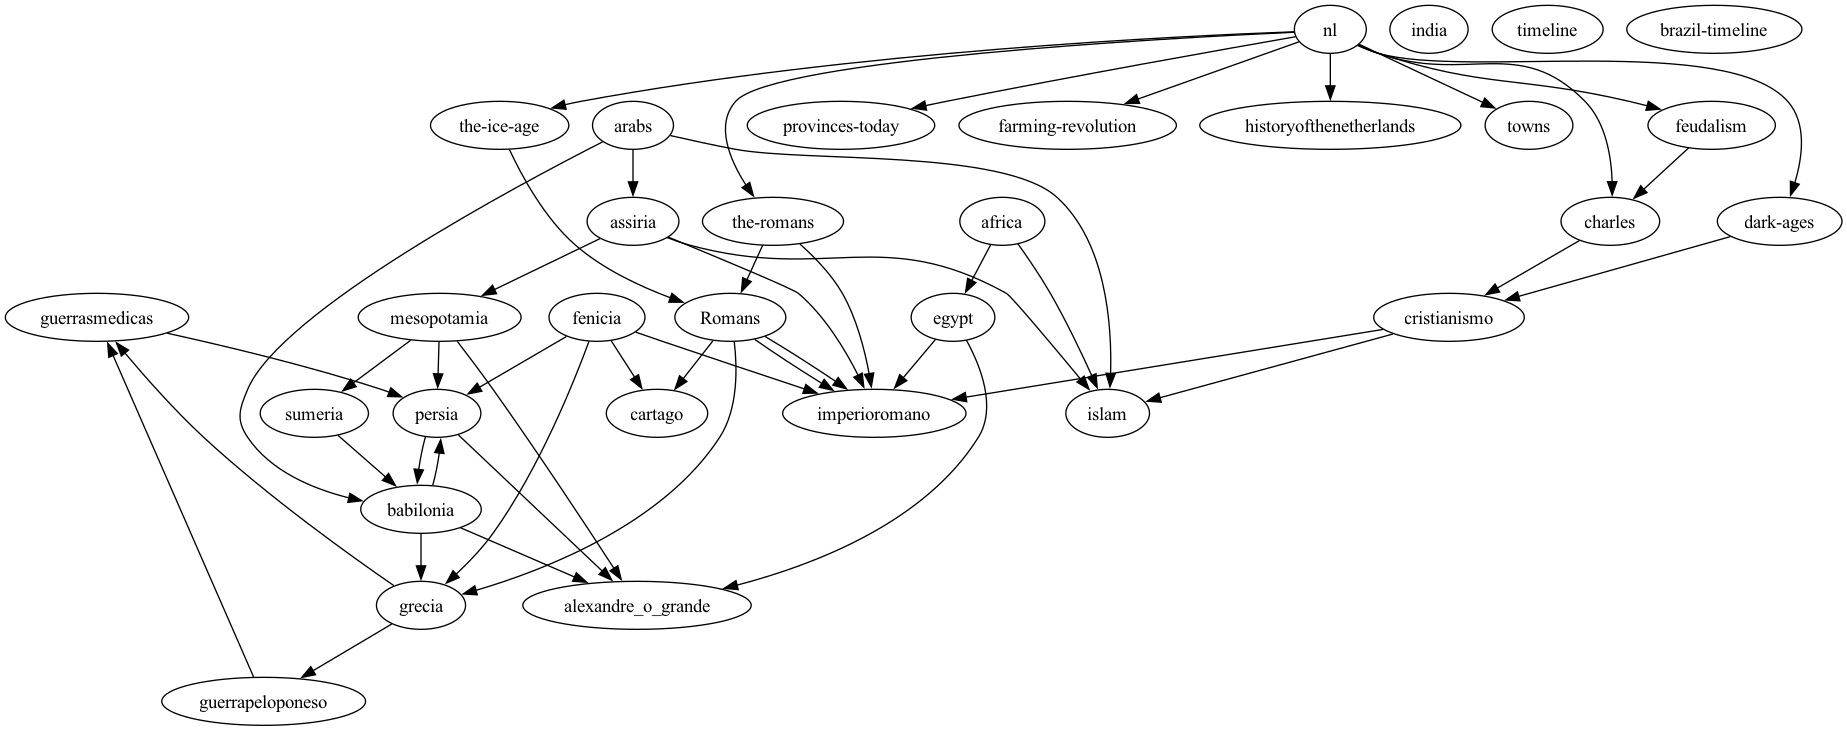 nl
india
timeline
brazil-timeline
the-ice-age
arabs
provinces-today
farming-revolution
historyofthenetherlands
towns
feudalism
assiria
the-romans
africa
charles
dark-ages
guerrasmedicas
mesopotamia
fenicia
Romans
egypt
cristianismo
sumeria
persia
cartago
imperioromano
islam
babilonia
grecia
alexandre_o_grande
guerrapeloponeso